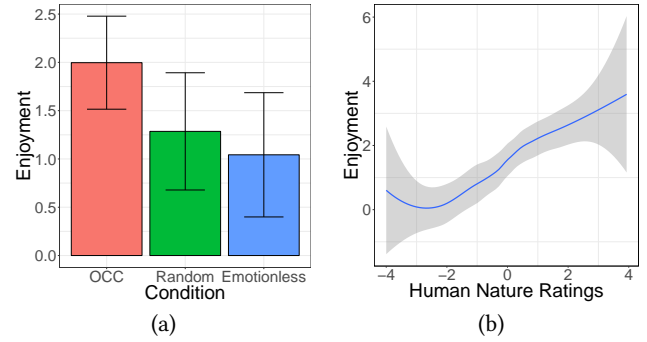 2.5
2.0
1.5
1.0
0.5
0.0
Enjoyment
OCC Random Emotionless
Condition
(a)
6
4
2
0
Enjoyment
−4 −2 0 2 4
Human Nature Ratings
(b)